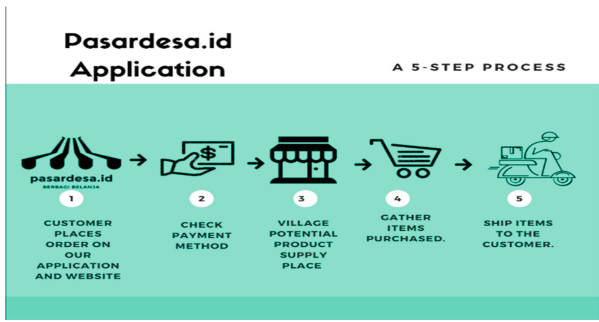 Pasardesa.id
Application
A 5-STEP PROCESS
pasardesa.id
BERBAGI BELANJA
$
1
CUSTOMER
PLACES
ORDER ON
OUR
APPLICATION
AND WEBSITE
2
CHECK
PAYMENT
METHOD
3
VILLAGE
POTENTIAL
PRODUCT
SUPPLY
PLACE
4
GATHER
ITEMS
PURCHASED.
5
SHIP ITEMS
TO THE
CUSTOMER.